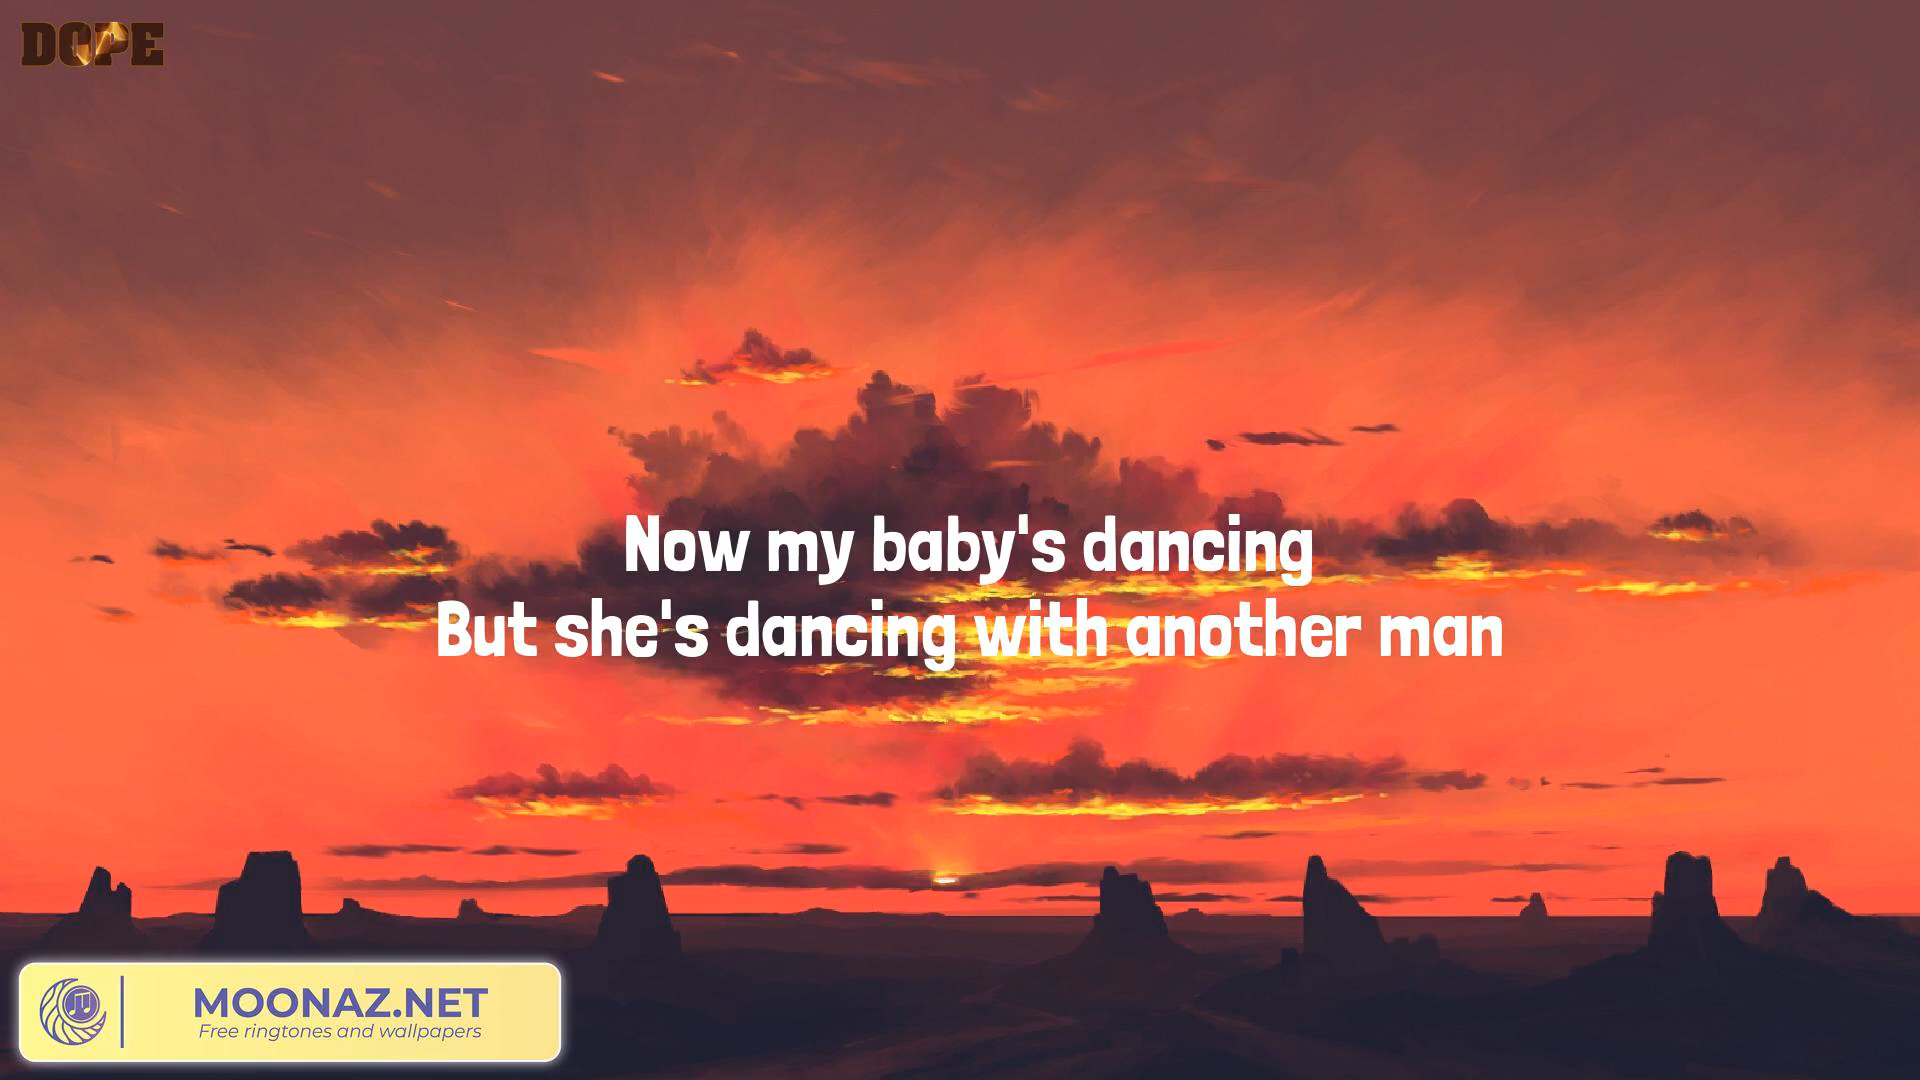 DOPE
Now my baby's dancing
But she's dancing with another man
MOONAZ.NET
Free ringtones and wallpapers